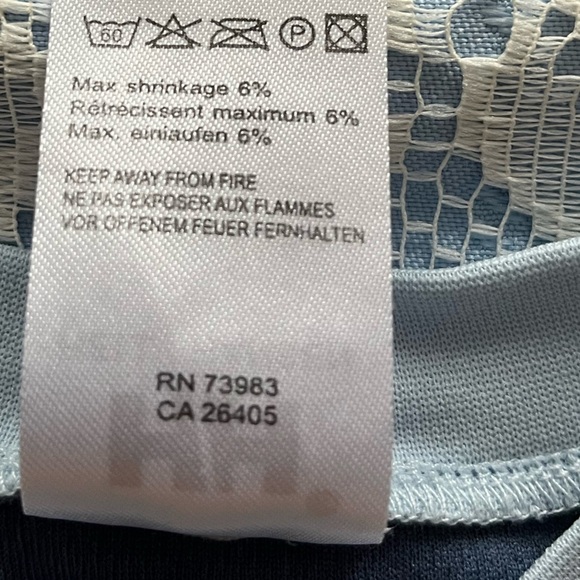 60
P
Max shrinkage 6%
Rétrécissent maximum 6%
Max. einlaufen 6%
KEEP AWAY FROM FIRE
NE PAS EXPOSER AUX FLAMMES
VOR OFFENEM FEUER FERNHALTEN
RN 73983
CA 26405